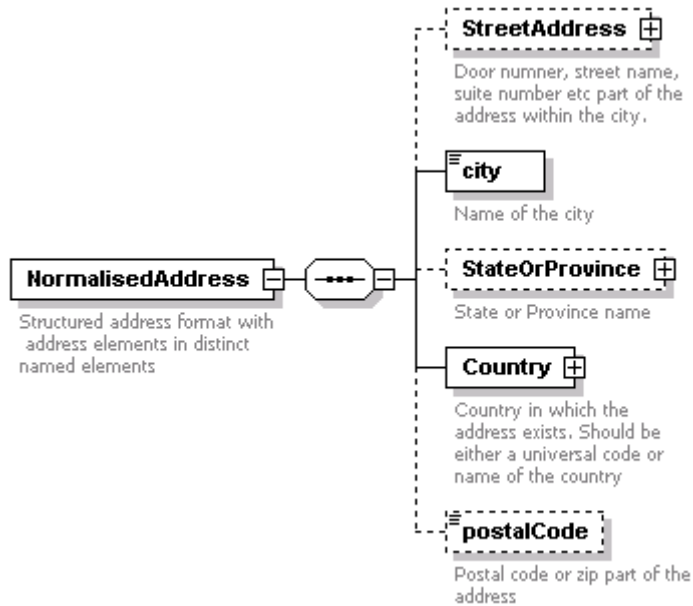 StreetAddress
Door numner, street name,
suite number etc part of the
address within the city.
city
Name of the city
NormalisedAddress
Structured address format with
address elements in distinct
named elements
StateOrProvince
State or Province name
Country
Country in which the
address exists. Should be
either a universal code or
name of the country
postalCode
Postal code or zip part of the
address